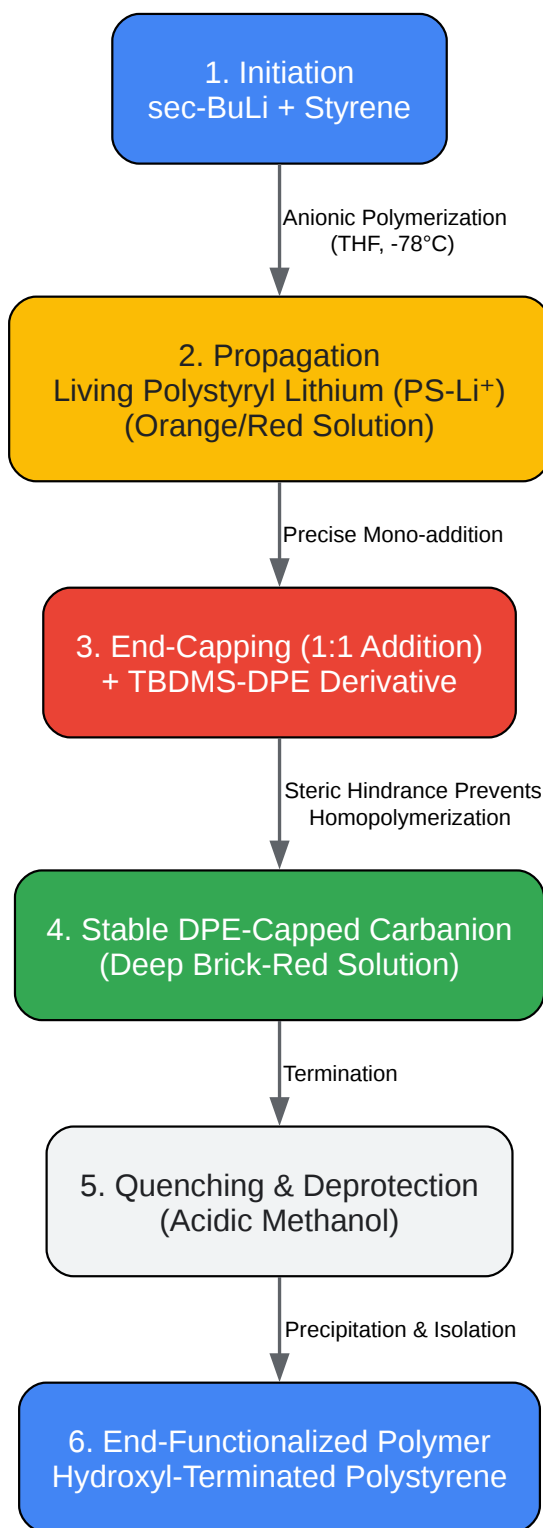 1. Initiation
sec-BuLi + Styrene
Anionic Polymerization
(THF, -78°C)
2. Propagation
Living Polystyryl Lithium (PS-Li⁺)
(Orange/Red Solution)
Precise Mono-addition
3. End-Capping (1:1 Addition)
+ TBDMS-DPE Derivative
Steric Hindrance Prevents
Homopolymerization
4. Stable DPE-Capped Carbanion
(Deep Brick-Red Solution)
Termination
5. Quenching & Deprotection
(Acidic Methanol)
Precipitation & Isolation
6. End-Functionalized Polymer
Hydroxyl-Terminated Polystyrene